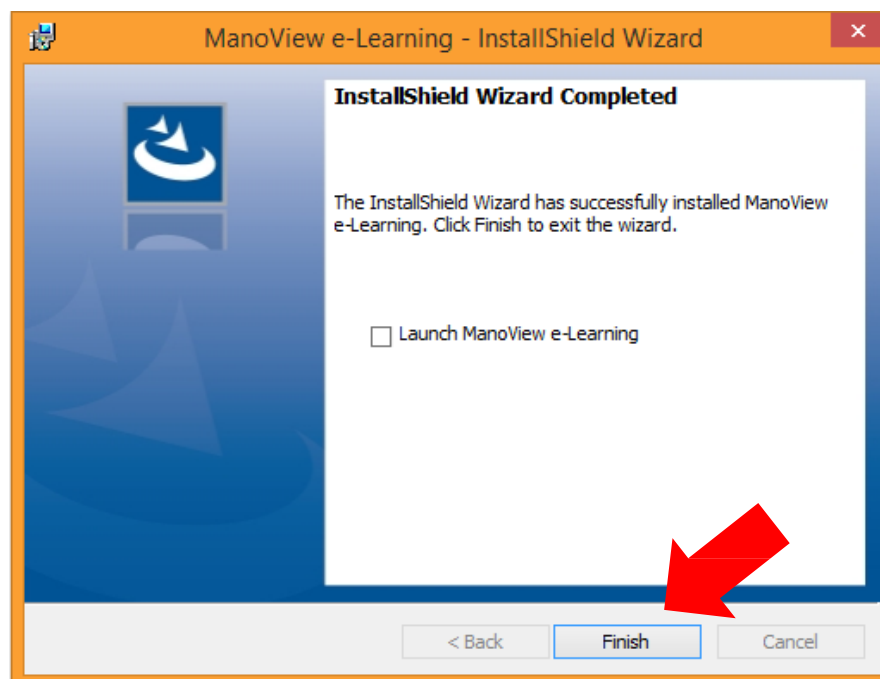 ManoView e-Learning - InstallShield Wizard
InstallShield Wizard Completed
The InstallShield Wizard has successfully installed ManoView
e-Learning. Click Finish to exit the wizard.
Launch ManoView e-Learning
< Back Finish Cancel